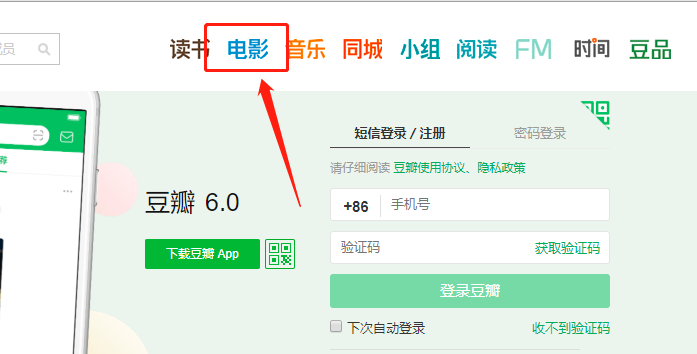 员
读书 电影 音乐 同城 小组 阅读 FM 时间 豆品
荐
豆瓣 6.0
下载豆瓣 App
短信登录 / 注册 密码登录
请仔细阅读 豆瓣使用协议、隐私政策
+86 手机号
验证码 获取验证码
登录豆瓣
下次自动登录 收不到验证码